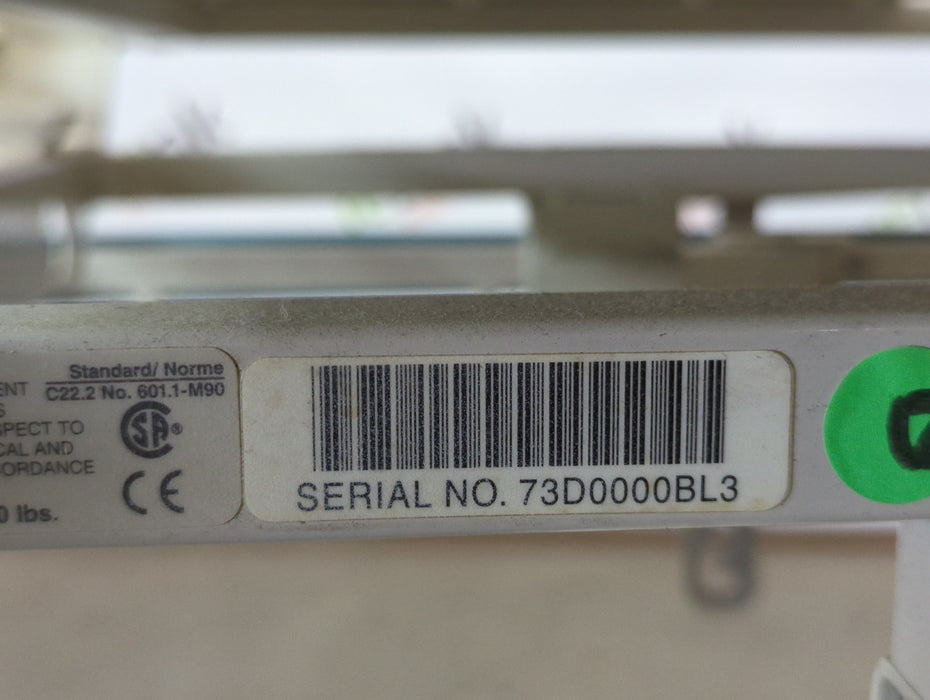 Standard/ Norme
C22.2 No. 601.1-M90
ENT
S
SPECT TO
CAL AND
ORDANCE
SA®
CE
0 lbs.
SERIAL NO. 73D0000BL3